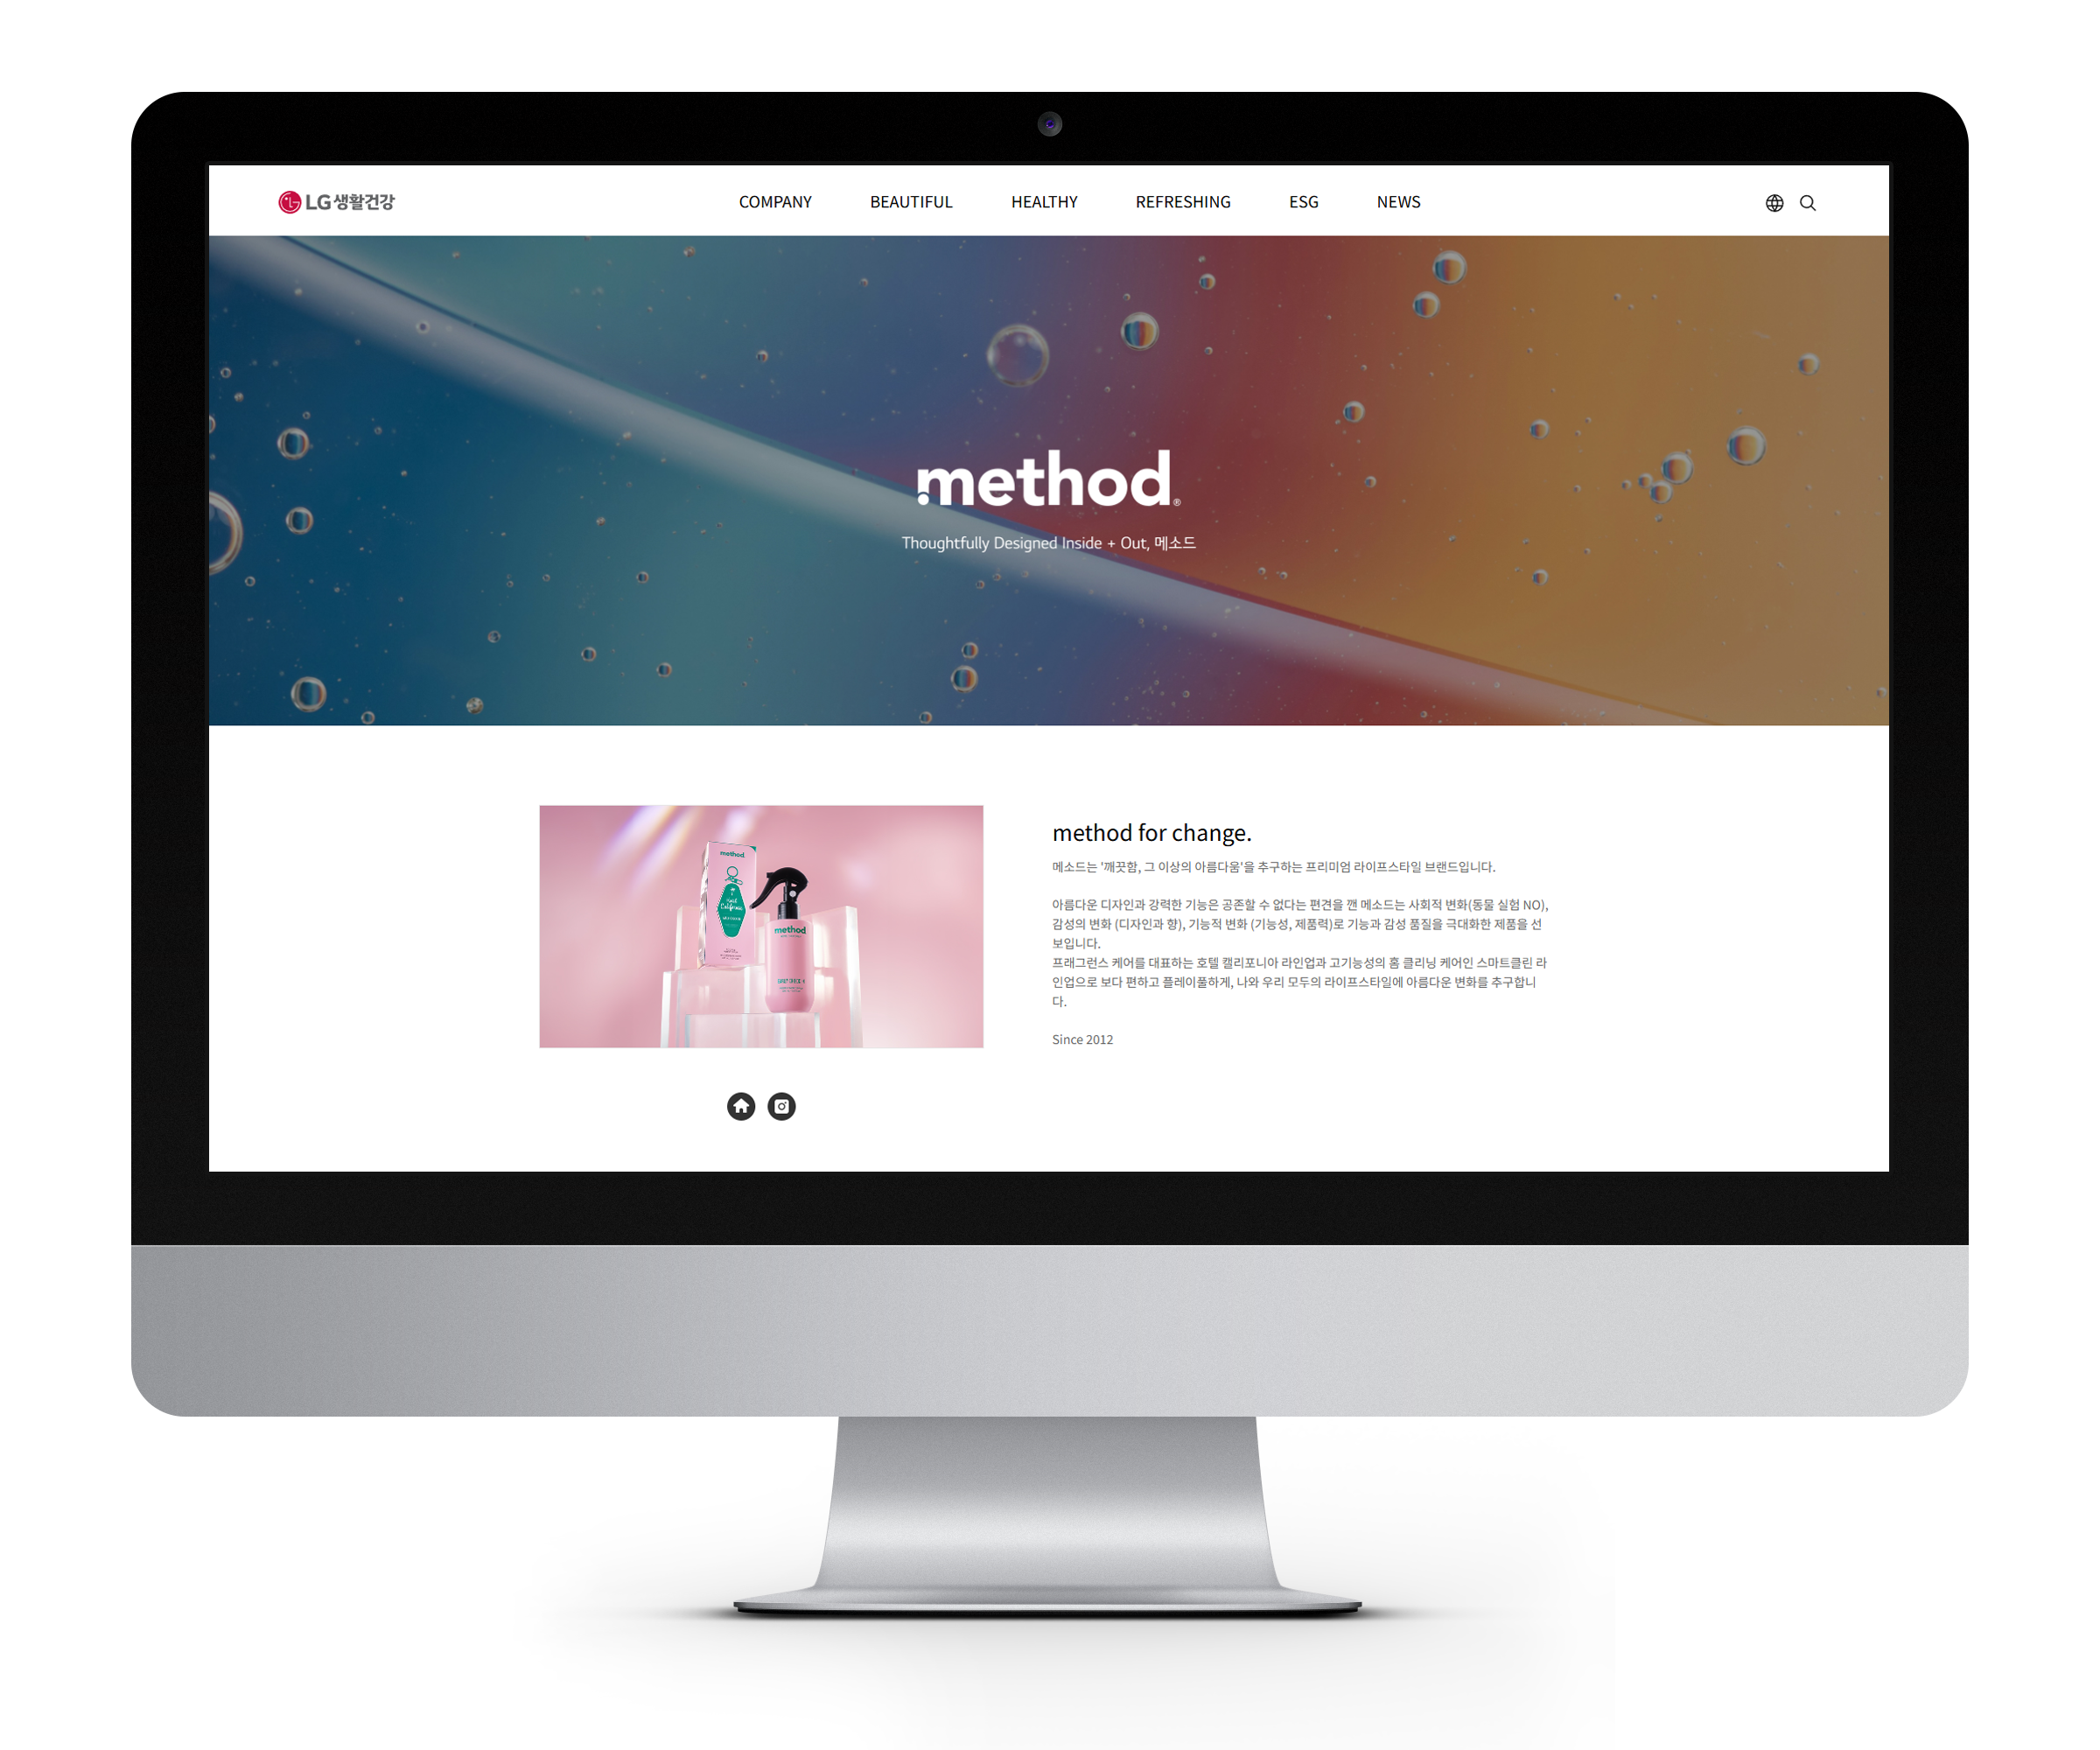 LG생활건강
COMPANY BEAUTIFUL HEALTHY REFRESHING ESG NEWS
method®
Thoughtfully Designed Inside + Out, 메소드
method.
Hotel
California
method.
method for change.
메소드는 '깨끗함, 그 이상의 아름다움'을 추구하는 프리미엄 라이프스타일 브랜드입니다.
아름다운 디자인과 강력한 기능은 공존할 수 없다는 편견을 깬 메소드는 사회적 변화(동물 실험 NO),
감성의 변화 (디자인과 향), 기능적 변화 (기능성, 제품력)로 기능과 감성 품질을 극대화한 제품을 선
보입니다.
프래그런스 케어를 대표하는 호텔 캘리포니아 라인업과 고기능성의 홈 클리닝 케어인 스마트클린 라
인업으로 보다 편하고 플레이풀하게, 나와 우리 모두의 라이프스타일에 아름다운 변화를 추구합니
다.
Since 2012